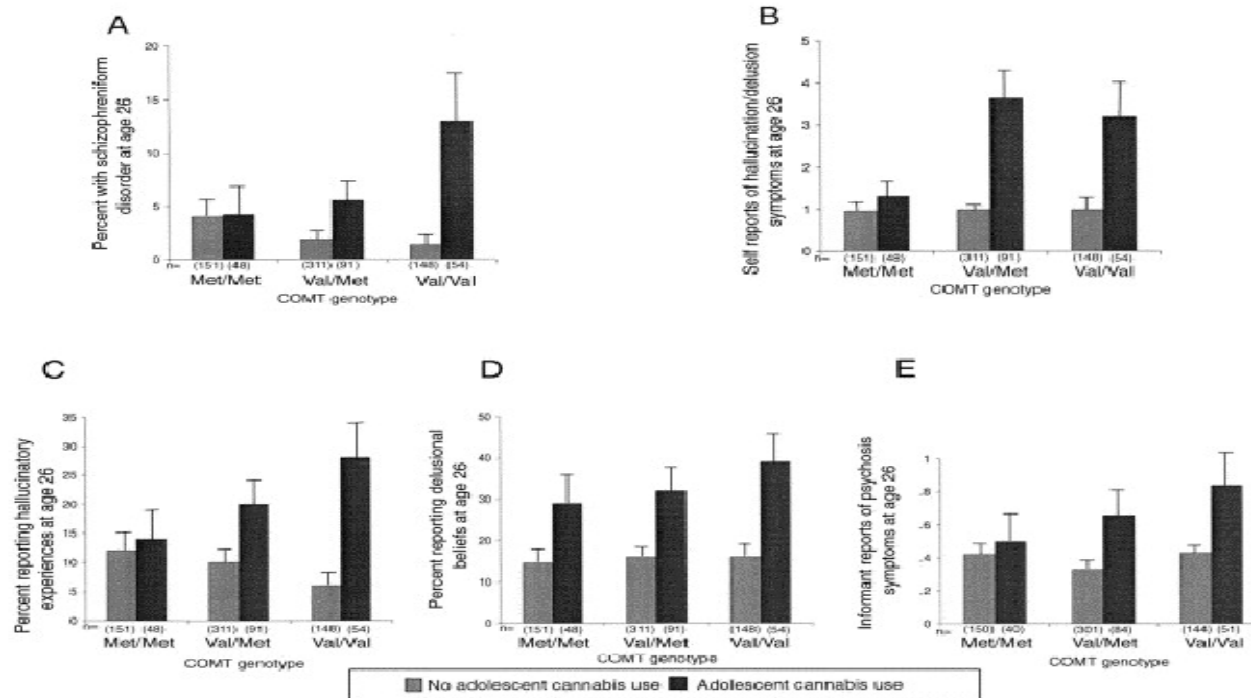 A
Percent with schizophreniform
disorder at age 26
20
15
10
5
0
n= (151) (48) (311) (91) (148) (54)
Met/Met Val/Met Val/Val
COMT genotype
B
Self reports of hallucination/delusion
symptoms at age 26
5
4
3
2
1
0
n= (151) (48) (311) (91) (148) (54)
Met/Met Val/Met Val/Val
COMT genotype
C
Percent reporting hallucinatory
experiences at age 26
35
30
25
20
15
10
5
0
n= (151) (48) (311) (91) (148) (54)
Met/Met Val/Met Val/Val
COMT genotype
D
Percent reporting delusional
beliefs at age 26
50
40
30
20
10
0
n= (151) (48) (311) (91) (148) (54)
Met/Met Val/Met Val/Val
COMT genotype
E
Informant reports of psychosis
symptoms at age 26
1
.8
.6
.4
.2
0
n= (150) (40) (301) (84) (144) (51)
Met/Met Val/Met Val/Val
COMT genotype
No adolescent cannabis use Adolescent cannabis use